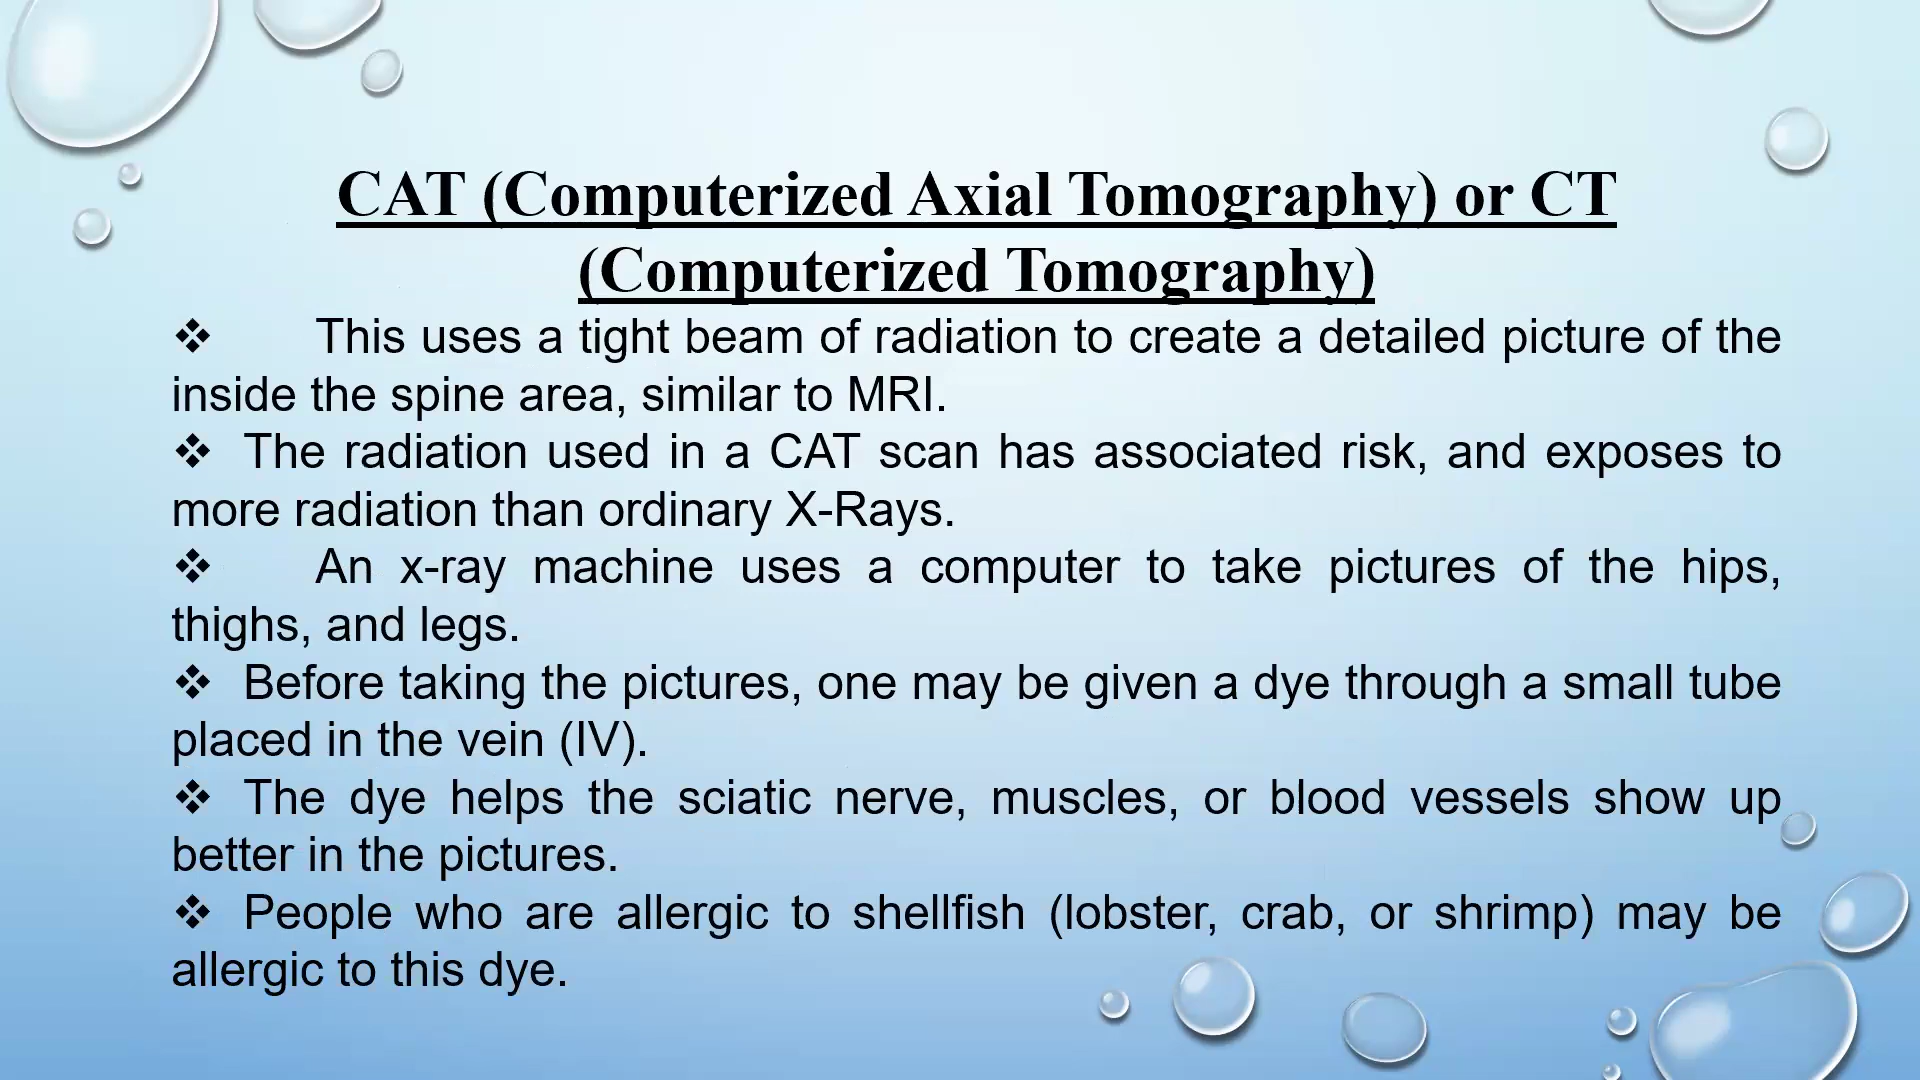 CAT (Computerized Axial Tomography) or CT
(Computerized Tomography)
❖ This uses a tight beam of radiation to create a detailed picture of the
inside the spine area, similar to MRI.
❖ The radiation used in a CAT scan has associated risk, and exposes to
more radiation than ordinary X-Rays.
❖ An x-ray machine uses a computer to take pictures of the hips,
thighs, and legs.
❖ Before taking the pictures, one may be given a dye through a small tube
placed in the vein (IV).
❖ The dye helps the sciatic nerve, muscles, or blood vessels show up
better in the pictures.
❖ People who are allergic to shellfish (lobster, crab, or shrimp) may be
allergic to this dye.